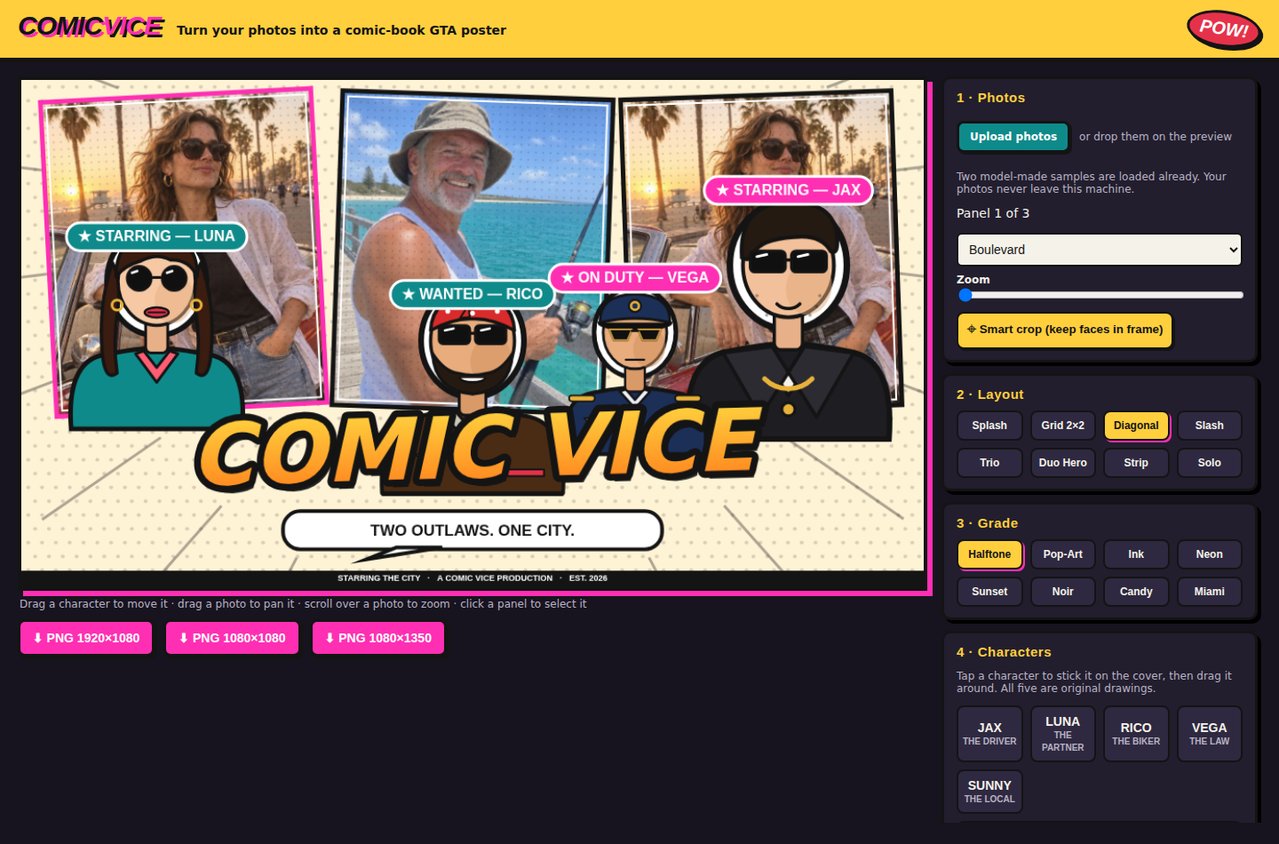 COMICVICE
Turn your photos into a comic-book GTA poster
POW!
★ STARRING — LUNA
★ WANTED — RICO
★ ON DUTY — VEGA
★ STARRING — JAX
COMIC VICE
TWO OUTLAWS. ONE CITY.
STARRING THE CITY · A COMIC VICE PRODUCTION · EST. 2026
Drag a character to move it · drag a photo to pan it · scroll over a photo to zoom · click a panel to select it
⬇ PNG 1920×1080
⬇ PNG 1080×1080
⬇ PNG 1080×1350
1 · Photos
Upload photos
or drop them on the preview
Two model-made samples are loaded already. Your
photos never leave this machine.
Panel 1 of 3
Boulevard
Zoom
⌖ Smart crop (keep faces in frame)
2 · Layout
Splash
Grid 2×2
Diagonal
Slash
Trio
Duo Hero
Strip
Solo
3 · Grade
Halftone
Pop-Art
Ink
Neon
Sunset
Noir
Candy
Miami
4 · Characters
Tap a character to stick it on the cover, then drag it
around. All five are original drawings.
JAX
THE DRIVER
LUNA
THE
PARTNER
RICO
THE BIKER
VEGA
THE LAW
SUNNY
THE LOCAL